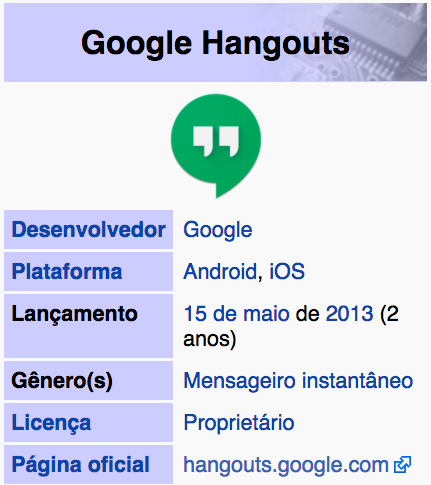 Google Hangouts
Desenvolvedor Google
Plataforma Android, iOS
Lançamento 15 de maio de 2013 (2
anos)
Gênero(s) Mensageiro instantâneo
Licença Proprietário
Página oficial hangouts.google.com